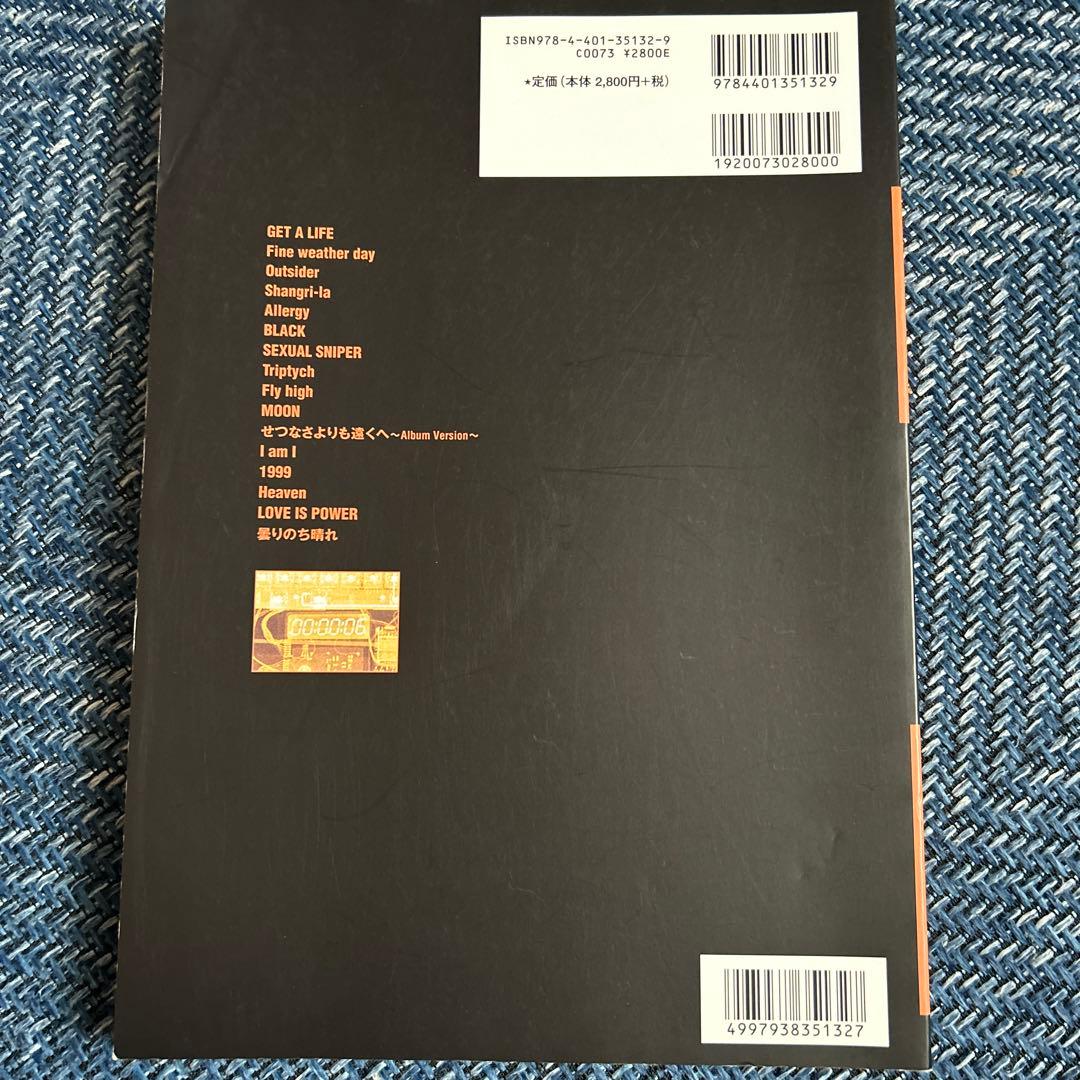 ISBN978-4-401-35132-9
C0073 ¥2800E
★定価(本体 2,800円+税)
9784401351329
1920073028000
GET A LIFE
Fine weather day
Outsider
Shangri-la
Allergy
BLACK
SEXUAL SNIPER
Triptych
Fly high
MOON
せつなさよりも遠くへ〜Album Version〜
I am I
1999
Heaven
LOVE IS POWER
曇りのち晴れ
00:00:06
4997938351327